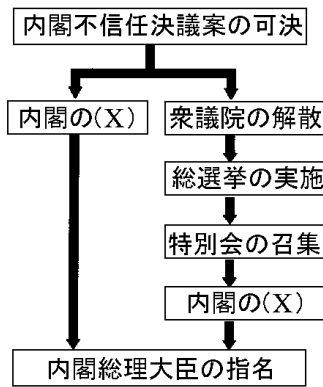 内閣不信任決議案の可決
内閣の(X)
衆議院の解散
総選挙の実施
特別会の召集
内閣の(X)
内閣総理大臣の指名